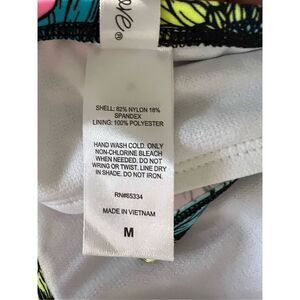 SHELL: 82% NYLON 18%
SPANDEX
LINING: 100% POLYESTER
HAND WASH COLD. ONLY
NON-CHLORINE BLEACH
WHEN NEEDED. DO NOT
WRING OR TWIST. LINE DRY
IN SHADE. DO NOT IRON.
RN#65334
MADE IN VIETNAM
M